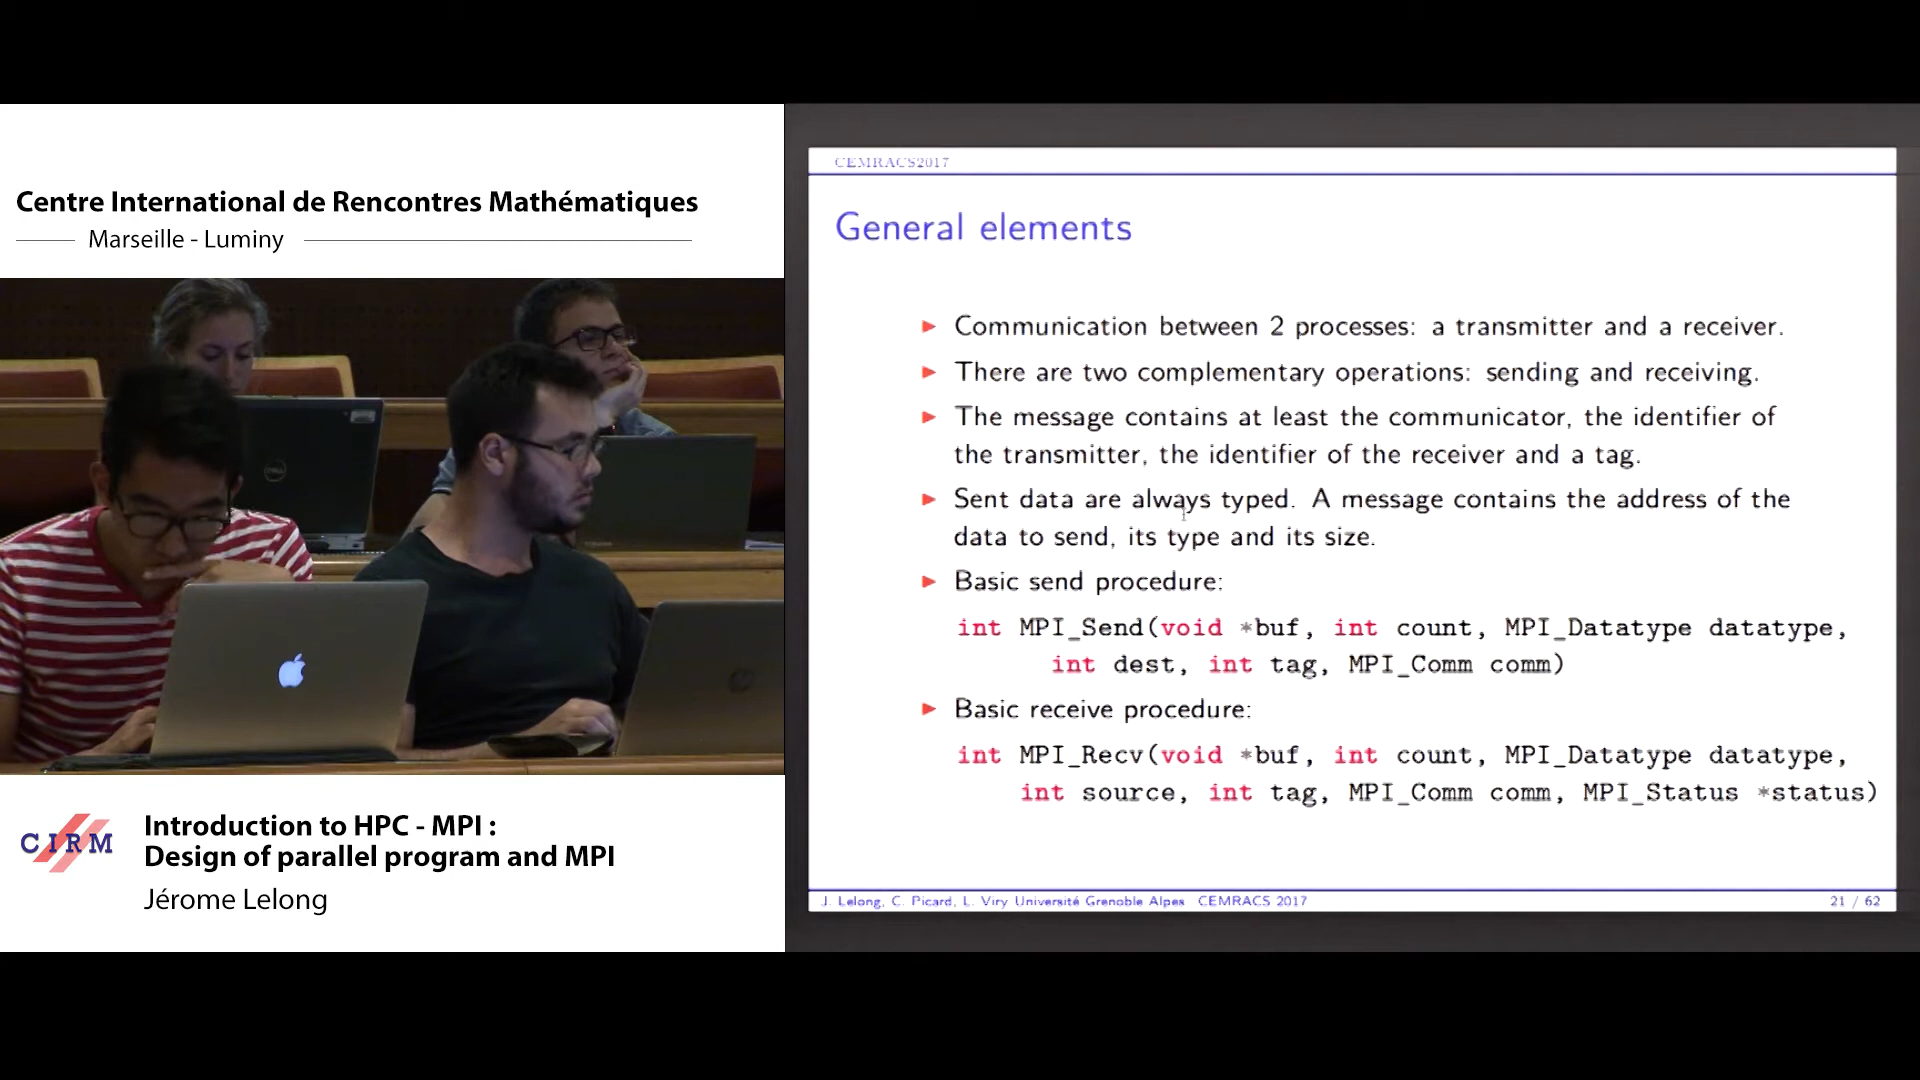 Centre International de Rencontres Mathématiques
Marseille - Luminy
DELL
CIRM
Introduction to HPC - MPI :
Design of parallel program and MPI
Jérome Lelong
CEMRACS2017
General elements
► Communication between 2 processes: a transmitter and a receiver.
► There are two complementary operations: sending and receiving.
► The message contains at least the communicator, the identifier of
the transmitter, the identifier of the receiver and a tag.
► Sent data are always typed. A message contains the address of the
data to send, its type and its size.
► Basic send procedure:
int MPI_Send(void *buf, int count, MPI_Datatype datatype,
int dest, int tag, MPI_Comm comm)
► Basic receive procedure:
int MPI_Recv(void *buf, int count, MPI_Datatype datatype,
int source, int tag, MPI_Comm comm, MPI_Status *status)
J. Lelong, C. Picard, L. Viry Université Grenoble Alpes CEMRACS 2017
21 / 62